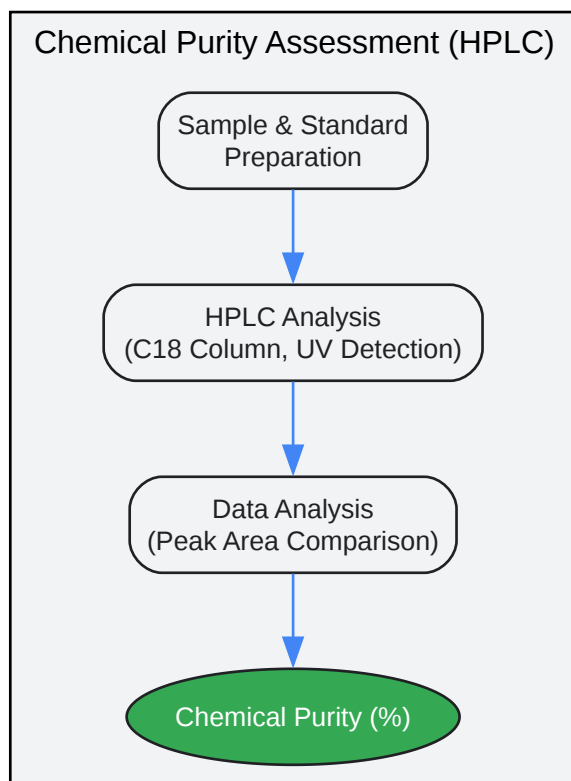 Chemical Purity Assessment (HPLC)
Sample & Standard
Preparation
HPLC Analysis
(C18 Column, UV Detection)
Data Analysis
(Peak Area Comparison)
Chemical Purity (%)